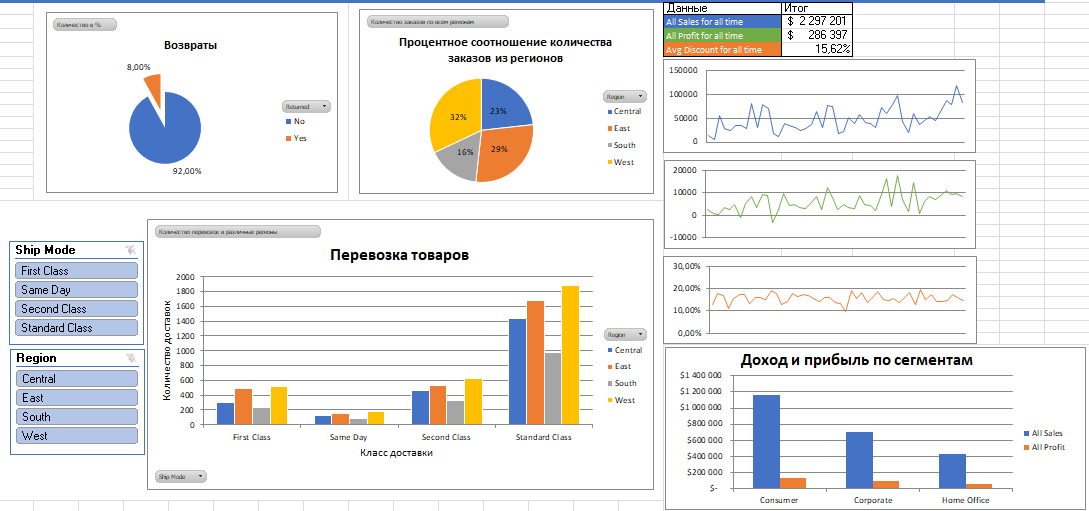 Количество в %
Возвраты
8,00%
92,00%
Returned
No
Yes
Количество заказов по всем регионам
Процентное соотношение количества
заказов из регионов
23%
29%
16%
32%
Region
Central
East
South
West
Данные Итог
All Sales for all time $ 2 297 201
All Profit for all time $ 286 397
Avg Discount for all time 15,62%
150000
100000
50000
0
20000
10000
0
-10000
30,00%
20,00%
10,00%
0,00%
Ship Mode
First Class
Same Day
Second Class
Standard Class
Region
Central
East
South
West
Количество перевозок в различные регионы
Перевозка товаров
Количество доставок
2000
1800
1600
1400
1200
1000
800
600
400
200
0
First Class Same Day Second Class Standard Class
Класс доставки
Region
Central
East
South
West
Ship Mode
Доход и прибыль по сегментам
$1 400 000
$1 200 000
$1 000 000
$800 000
$600 000
$400 000
$200 000
$-
Consumer Corporate Home Office
All Sales
All Profit